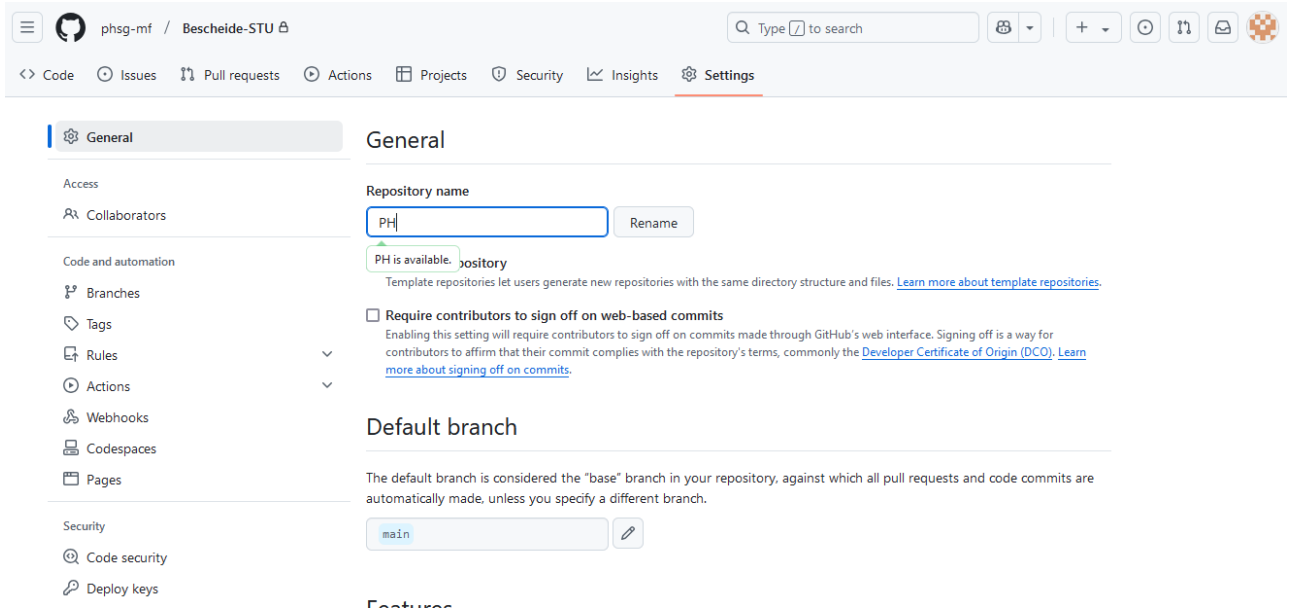 phsg-mf / Bescheide-STU
Type / to search
Code Issues Pull requests Actions Projects Security Insights Settings
General
Access
Collaborators
Code and automation
Branches
Tags
Rules
Actions
Webhooks
Codespaces
Pages
Security
Code security
Deploy keys
General
Repository name
PH
Rename
PH is available.
Template repositories let users generate new repositories with the same directory structure and files. Learn more about template repositories.
Require contributors to sign off on web-based commits
Enabling this setting will require contributors to sign off on commits made through GitHub's web interface. Signing off is a way for
contributors to affirm that their commit complies with the repository's terms, commonly the Developer Certificate of Origin (DCO). Learn
more about signing off on commits.
Default branch
The default branch is considered the "base" branch in your repository, against which all pull requests and code commits are
automatically made, unless you specify a different branch.
main
Features